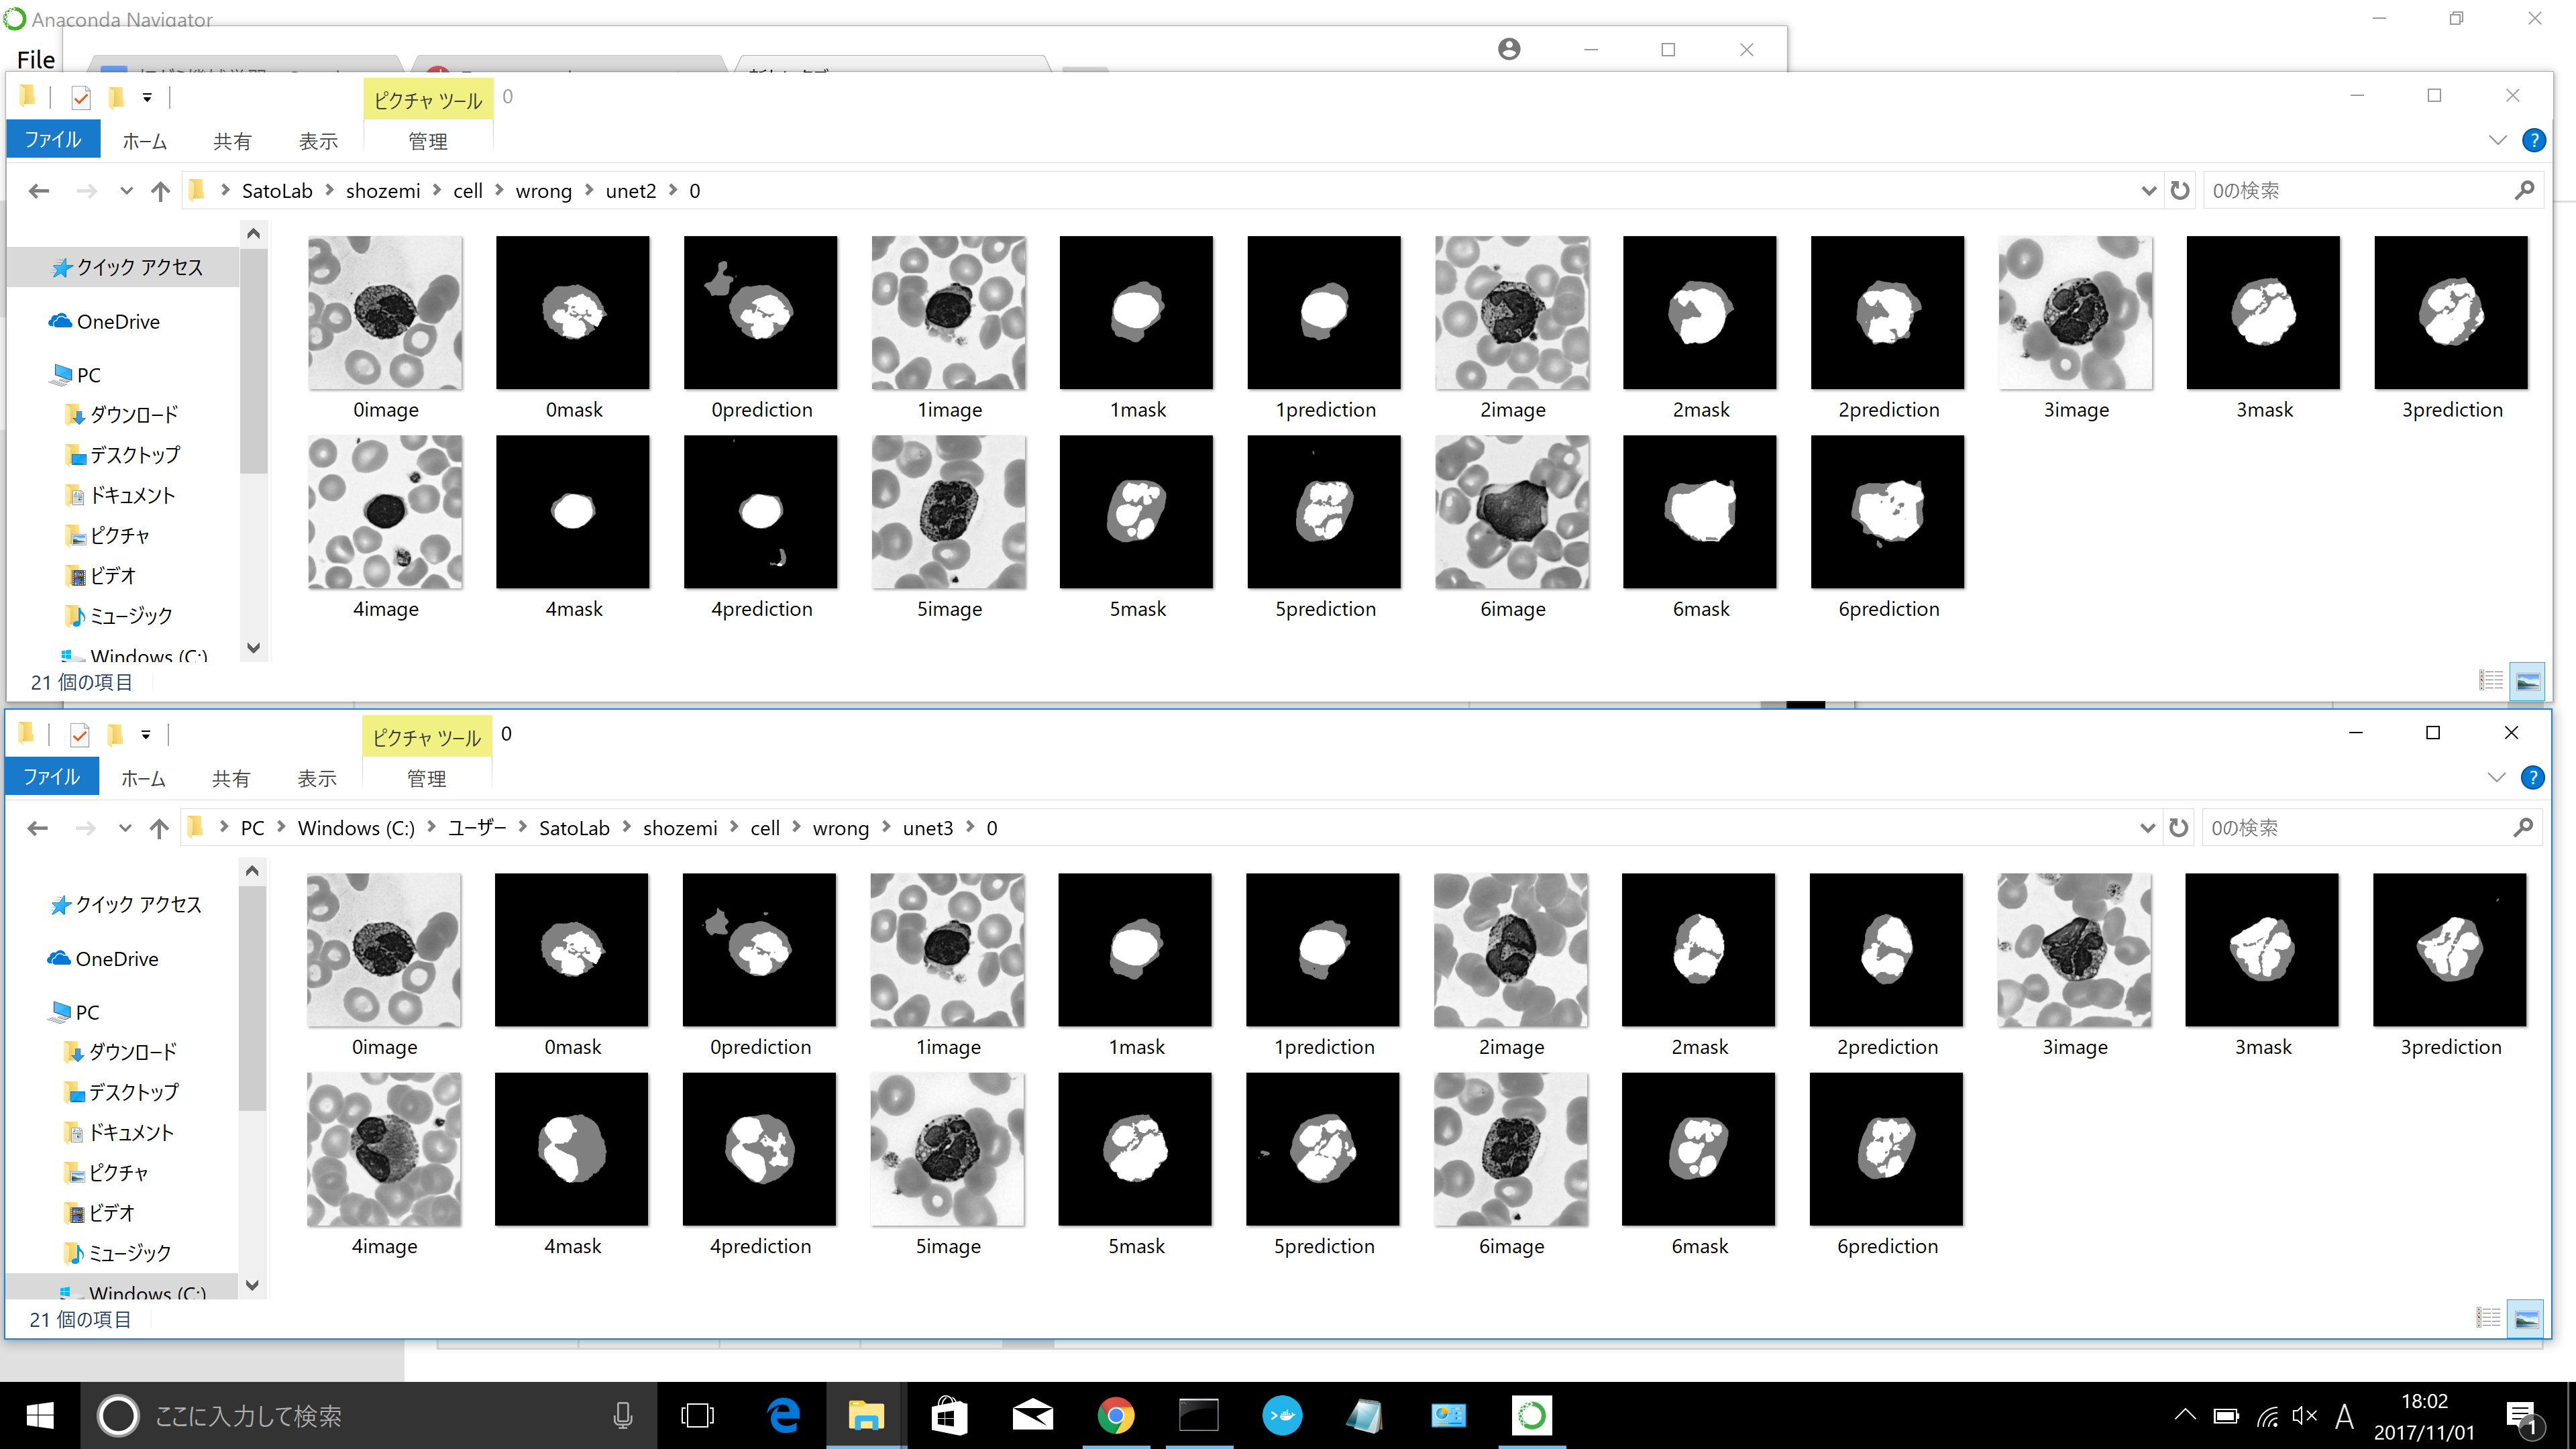 Anaconda Navigator
File
ピクチャ ツール 0
ファイル ホーム 共有 表示 管理
SatoLab shozemi cell wrong unet2 0
0の検索
クイック アクセス
OneDrive
PC
ダウンロード
デスクトップ
ドキュメント
ピクチャ
ビデオ
ミュージック
Windows (C:)
0image 0mask 0prediction 1image 1mask 1prediction 2image 2mask 2prediction 3image 3mask 3prediction
4image 4mask 4prediction 5image 5mask 5prediction 6image 6mask 6prediction
21 個の項目
ピクチャ ツール 0
ファイル ホーム 共有 表示 管理
PC Windows (C:) ユーザー SatoLab shozemi cell wrong unet3 0
0の検索
クイック アクセス
OneDrive
PC
ダウンロード
デスクトップ
ドキュメント
ピクチャ
ビデオ
ミュージック
Windows (C:)
0image 0mask 0prediction 1image 1mask 1prediction 2image 2mask 2prediction 3image 3mask 3prediction
4image 4mask 4prediction 5image 5mask 5prediction 6image 6mask 6prediction
21 個の項目
ここに入力して検索
A
18:02
2017/11/01
1